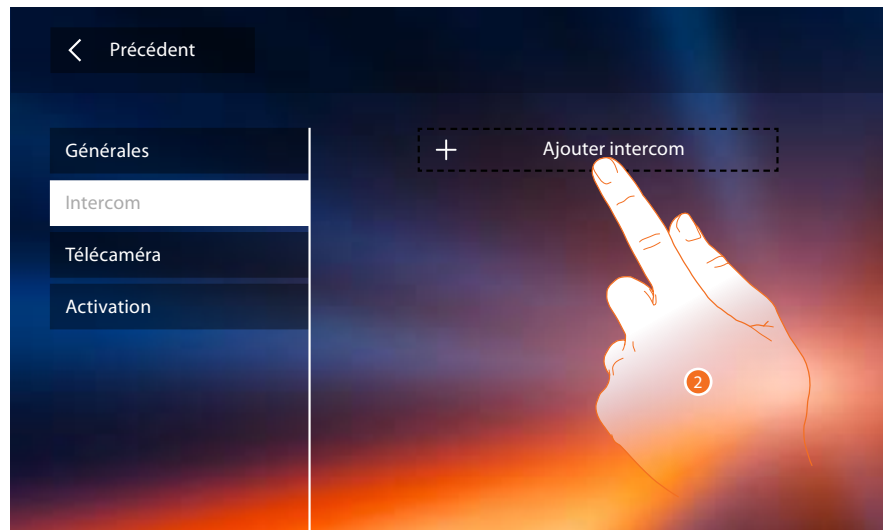 Précédent
Générales
Ajouter intercom
Intercom
Télécaméra
Activation
2